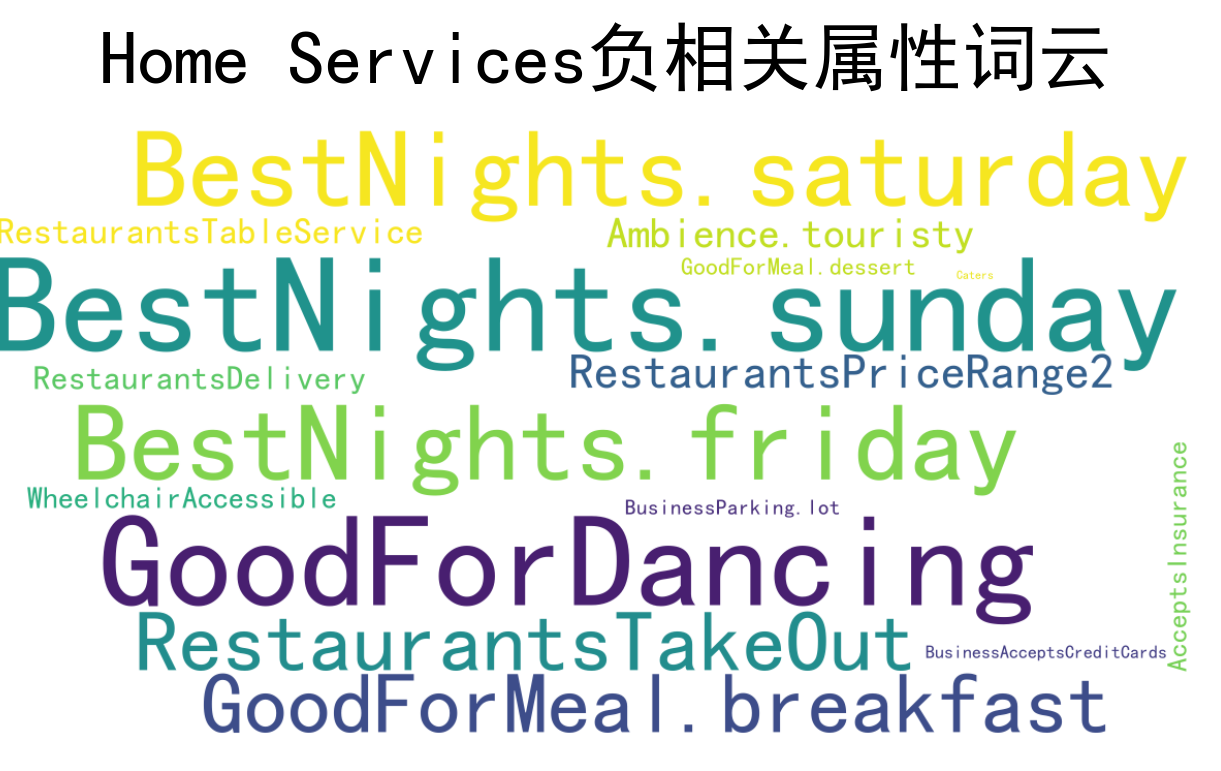 Home Services负相关属性词云
BestNights.saturday
RestaurantsTableService
Ambience.touristy
GoodForMeal.dessert
Caters
BestNights.sunday
RestaurantsDelivery
RestaurantsPriceRange2
BestNights.friday
WheelchairAccessible
BusinessParking.lot
AcceptsInsurance
GoodForDancing
RestaurantsTakeOut
BusinessAcceptsCreditCards
GoodForMeal.breakfast